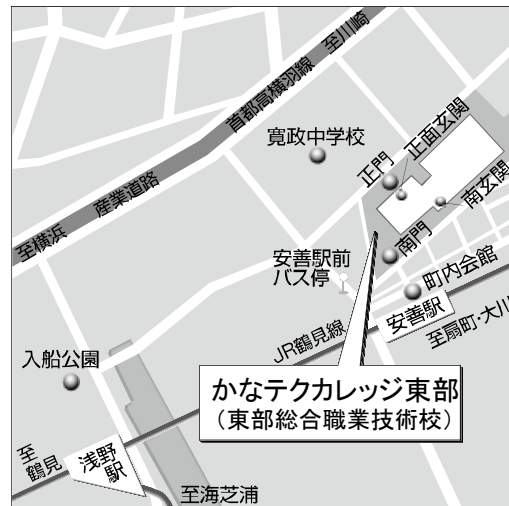 至川崎
首都高横羽線
寛政中学校
正面玄関
正門
南玄関
産業道路
至横浜
南門
安善駅前
バス停
町内会館
安善駅
至扇町・大川
JR鶴見線
入船公園
かなテクカレッジ東部
（東部総合職業技術校）
至
鶴見
浅野
駅
至海芝浦